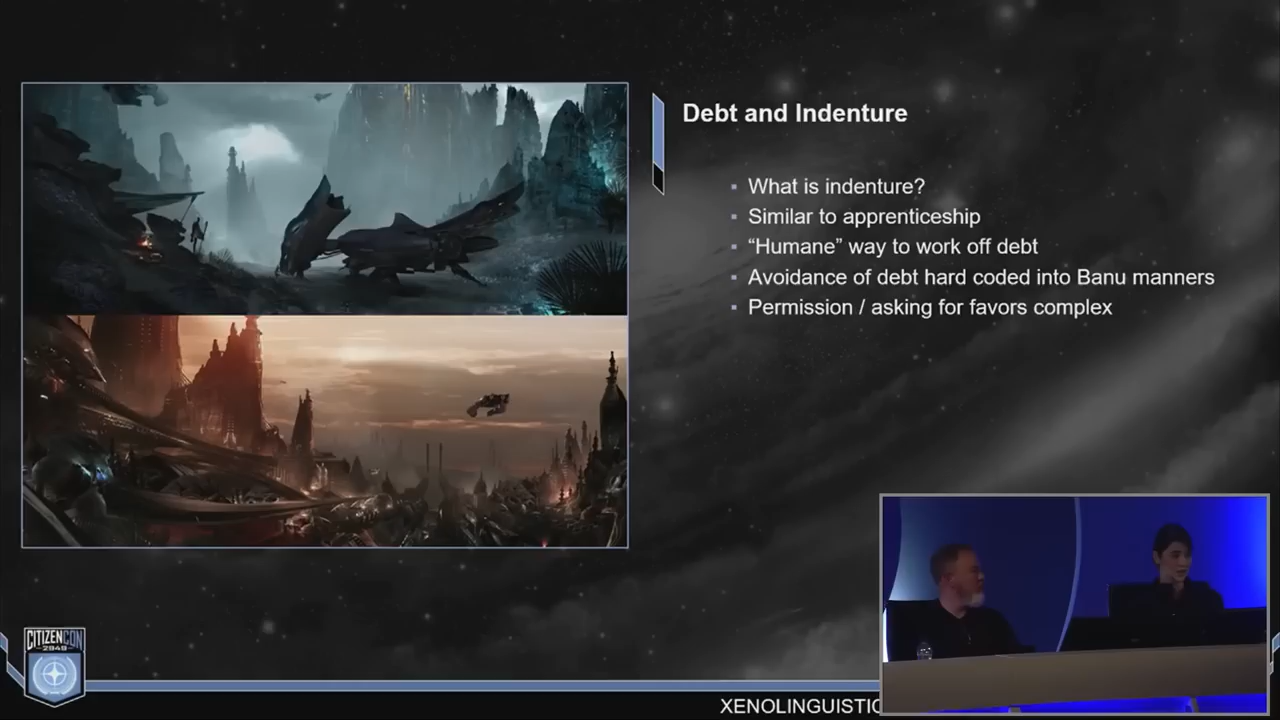 Debt and Indenture
▪ What is indenture?
▪ Similar to apprenticeship
▪ “Humane” way to work off debt
▪ Avoidance of debt hard coded into Banu manners
▪ Permission / asking for favors complex
CITIZENCON
2949
XENOLINGUISTIC